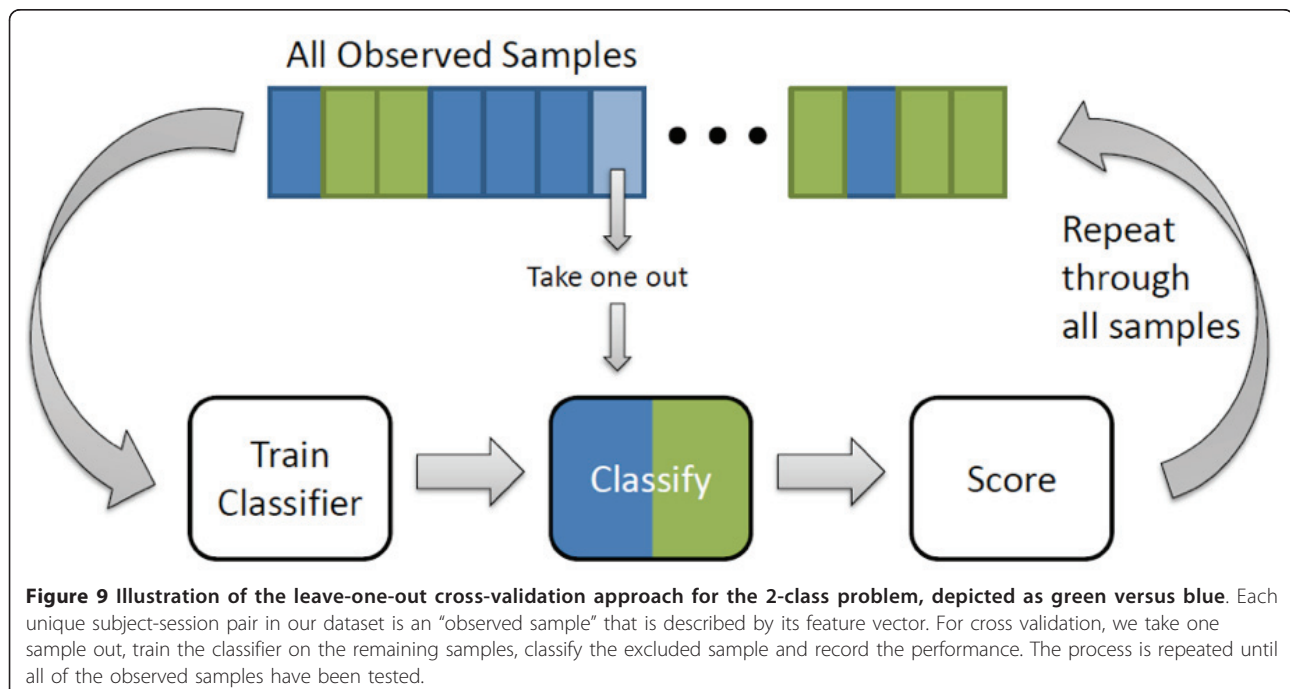 All Observed Samples
Take one out
Repeat
through
all samples
Train
Classifier
Classify
Score
Figure 9 Illustration of the leave-one-out cross-validation approach for the 2-class problem, depicted as green versus blue. Each
unique subject-session pair in our dataset is an “observed sample” that is described by its feature vector. For cross validation, we take one
sample out, train the classifier on the remaining samples, classify the excluded sample and record the performance. The process is repeated until
all of the observed samples have been tested.